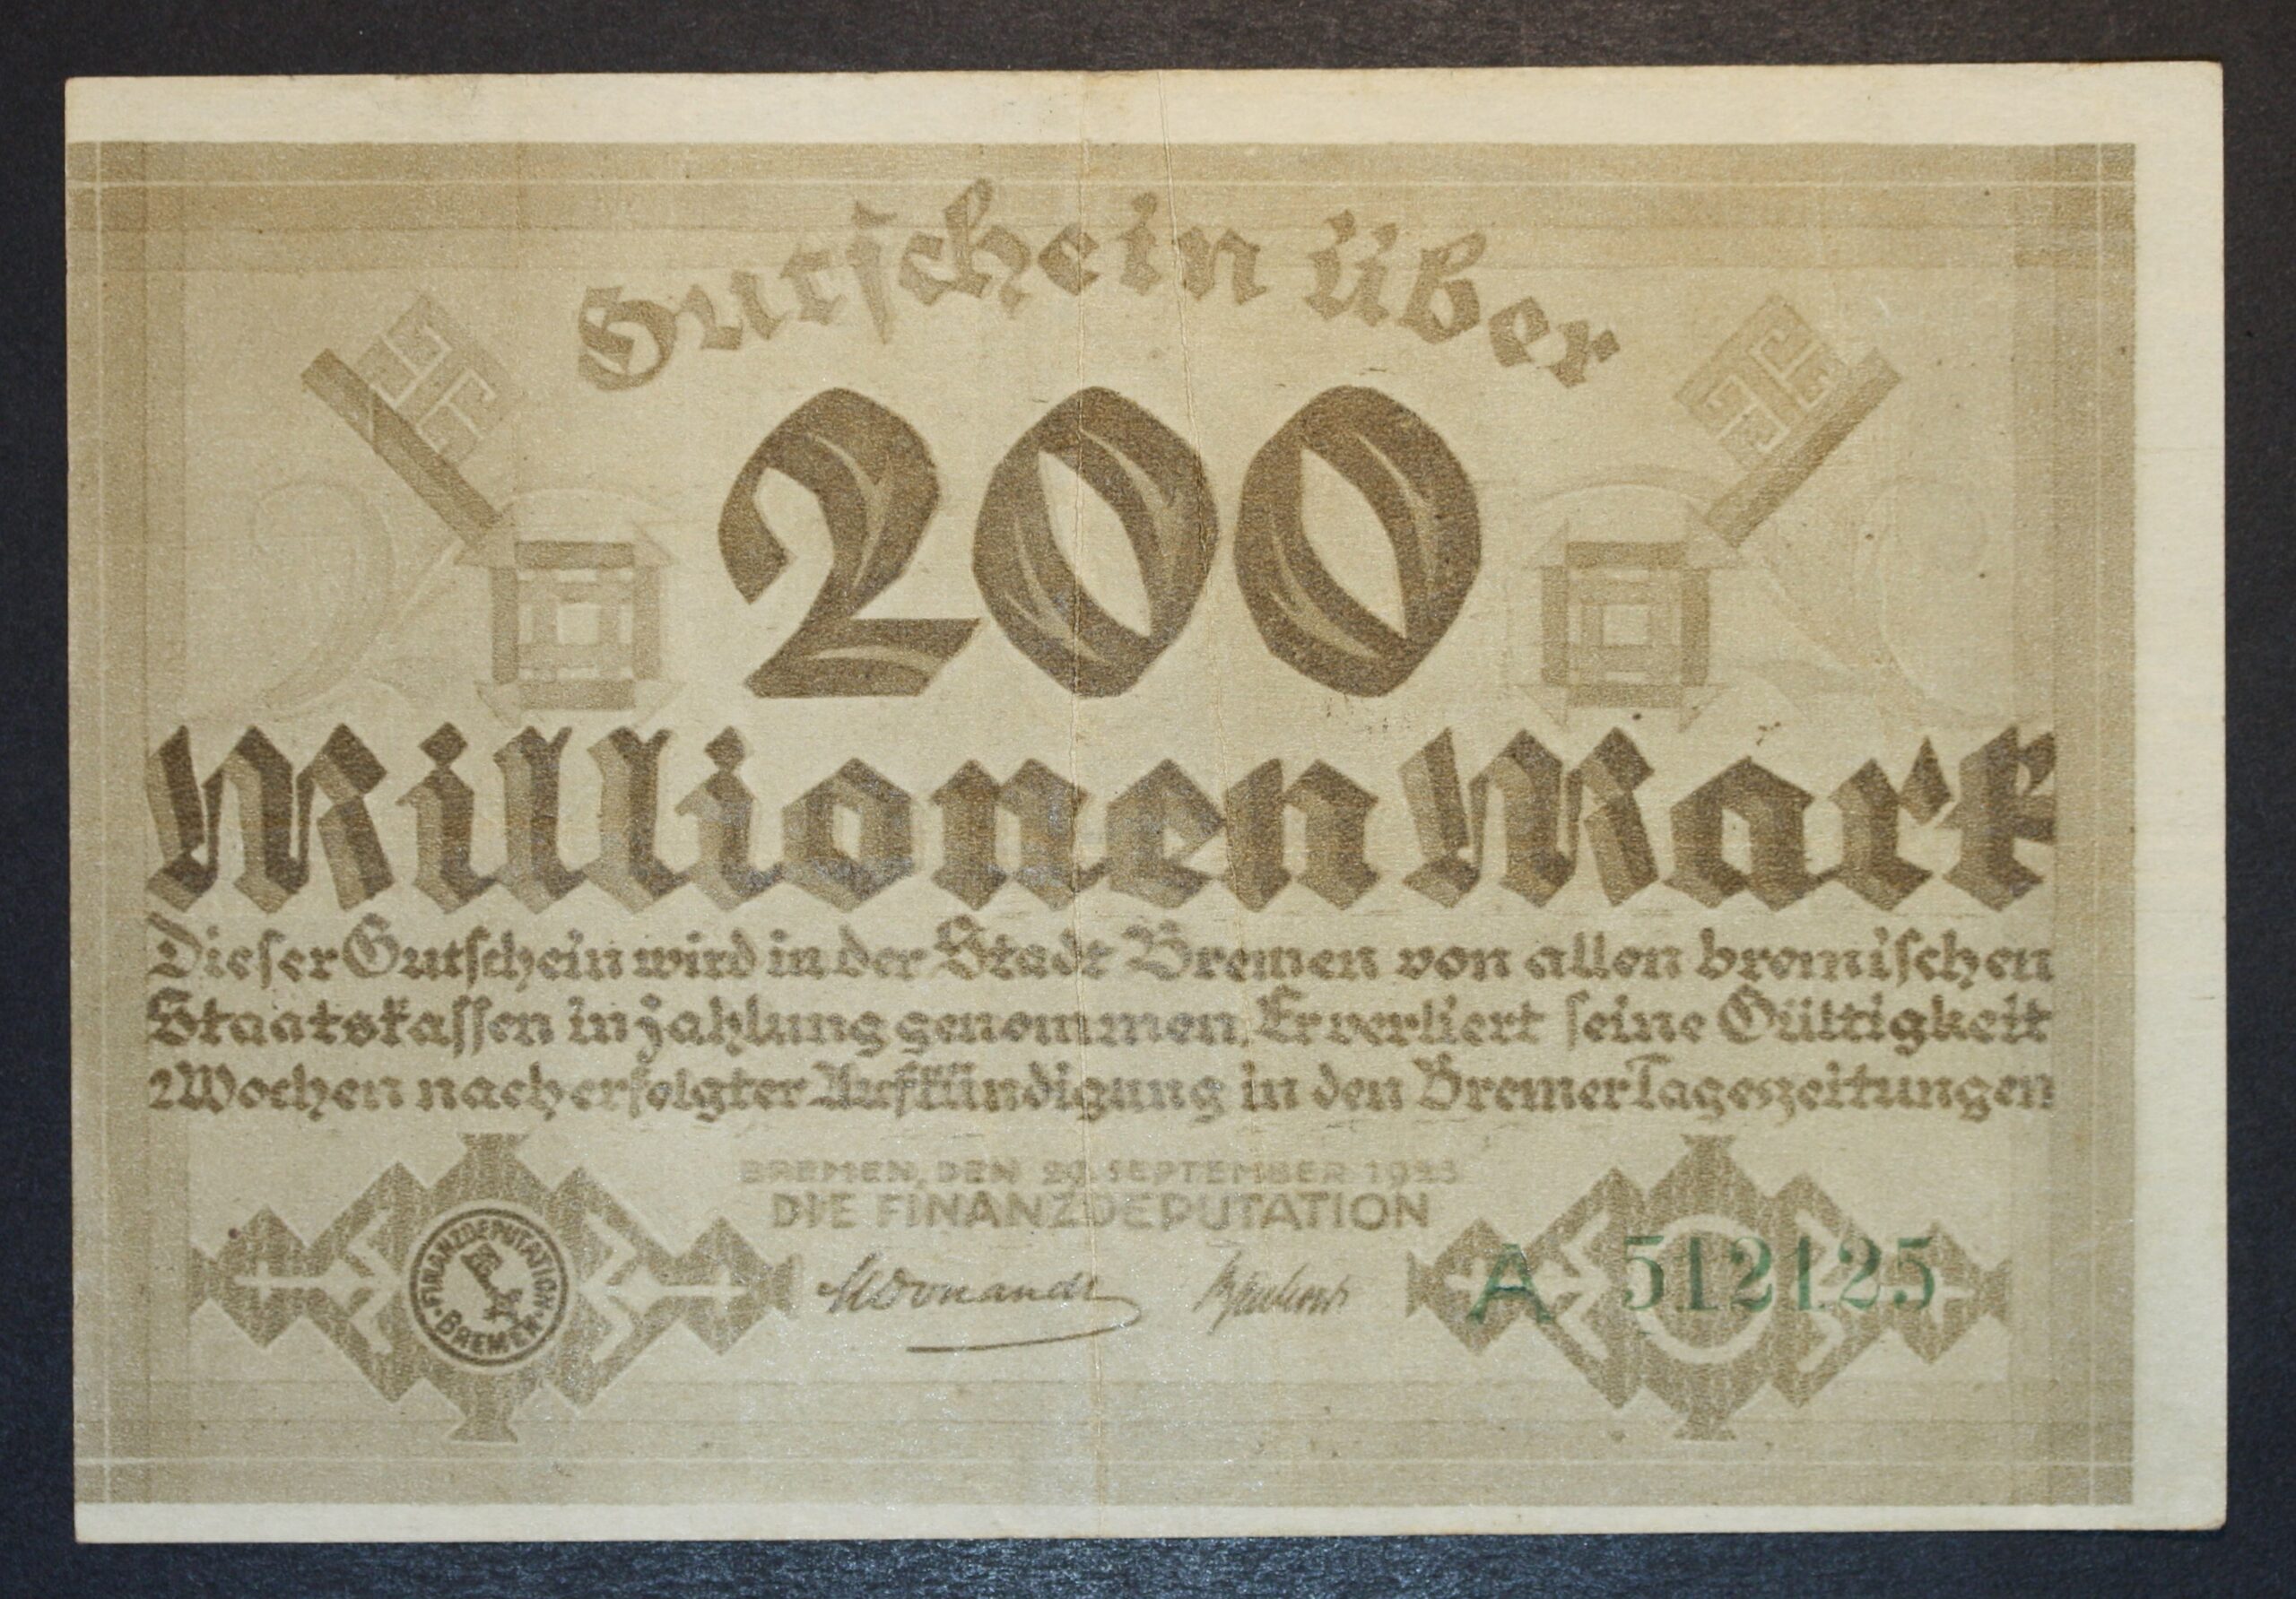 Gutschein über
200
Millionen Mark
Dieser Gutschein wird in der Stadt Bremen von allen bremischen
Staatskassen in Zahlung genommen. Er verliert seine Gültigkeit
2 Wochen nach erfolgter Aufkündigung in den Bremer Tageszeitungen
BREMEN, DEN 29. SEPTEMBER 1923
DIE FINANZDEPUTATION
FINANZDEPUTATION BREMEN
HDonandt
A 512125